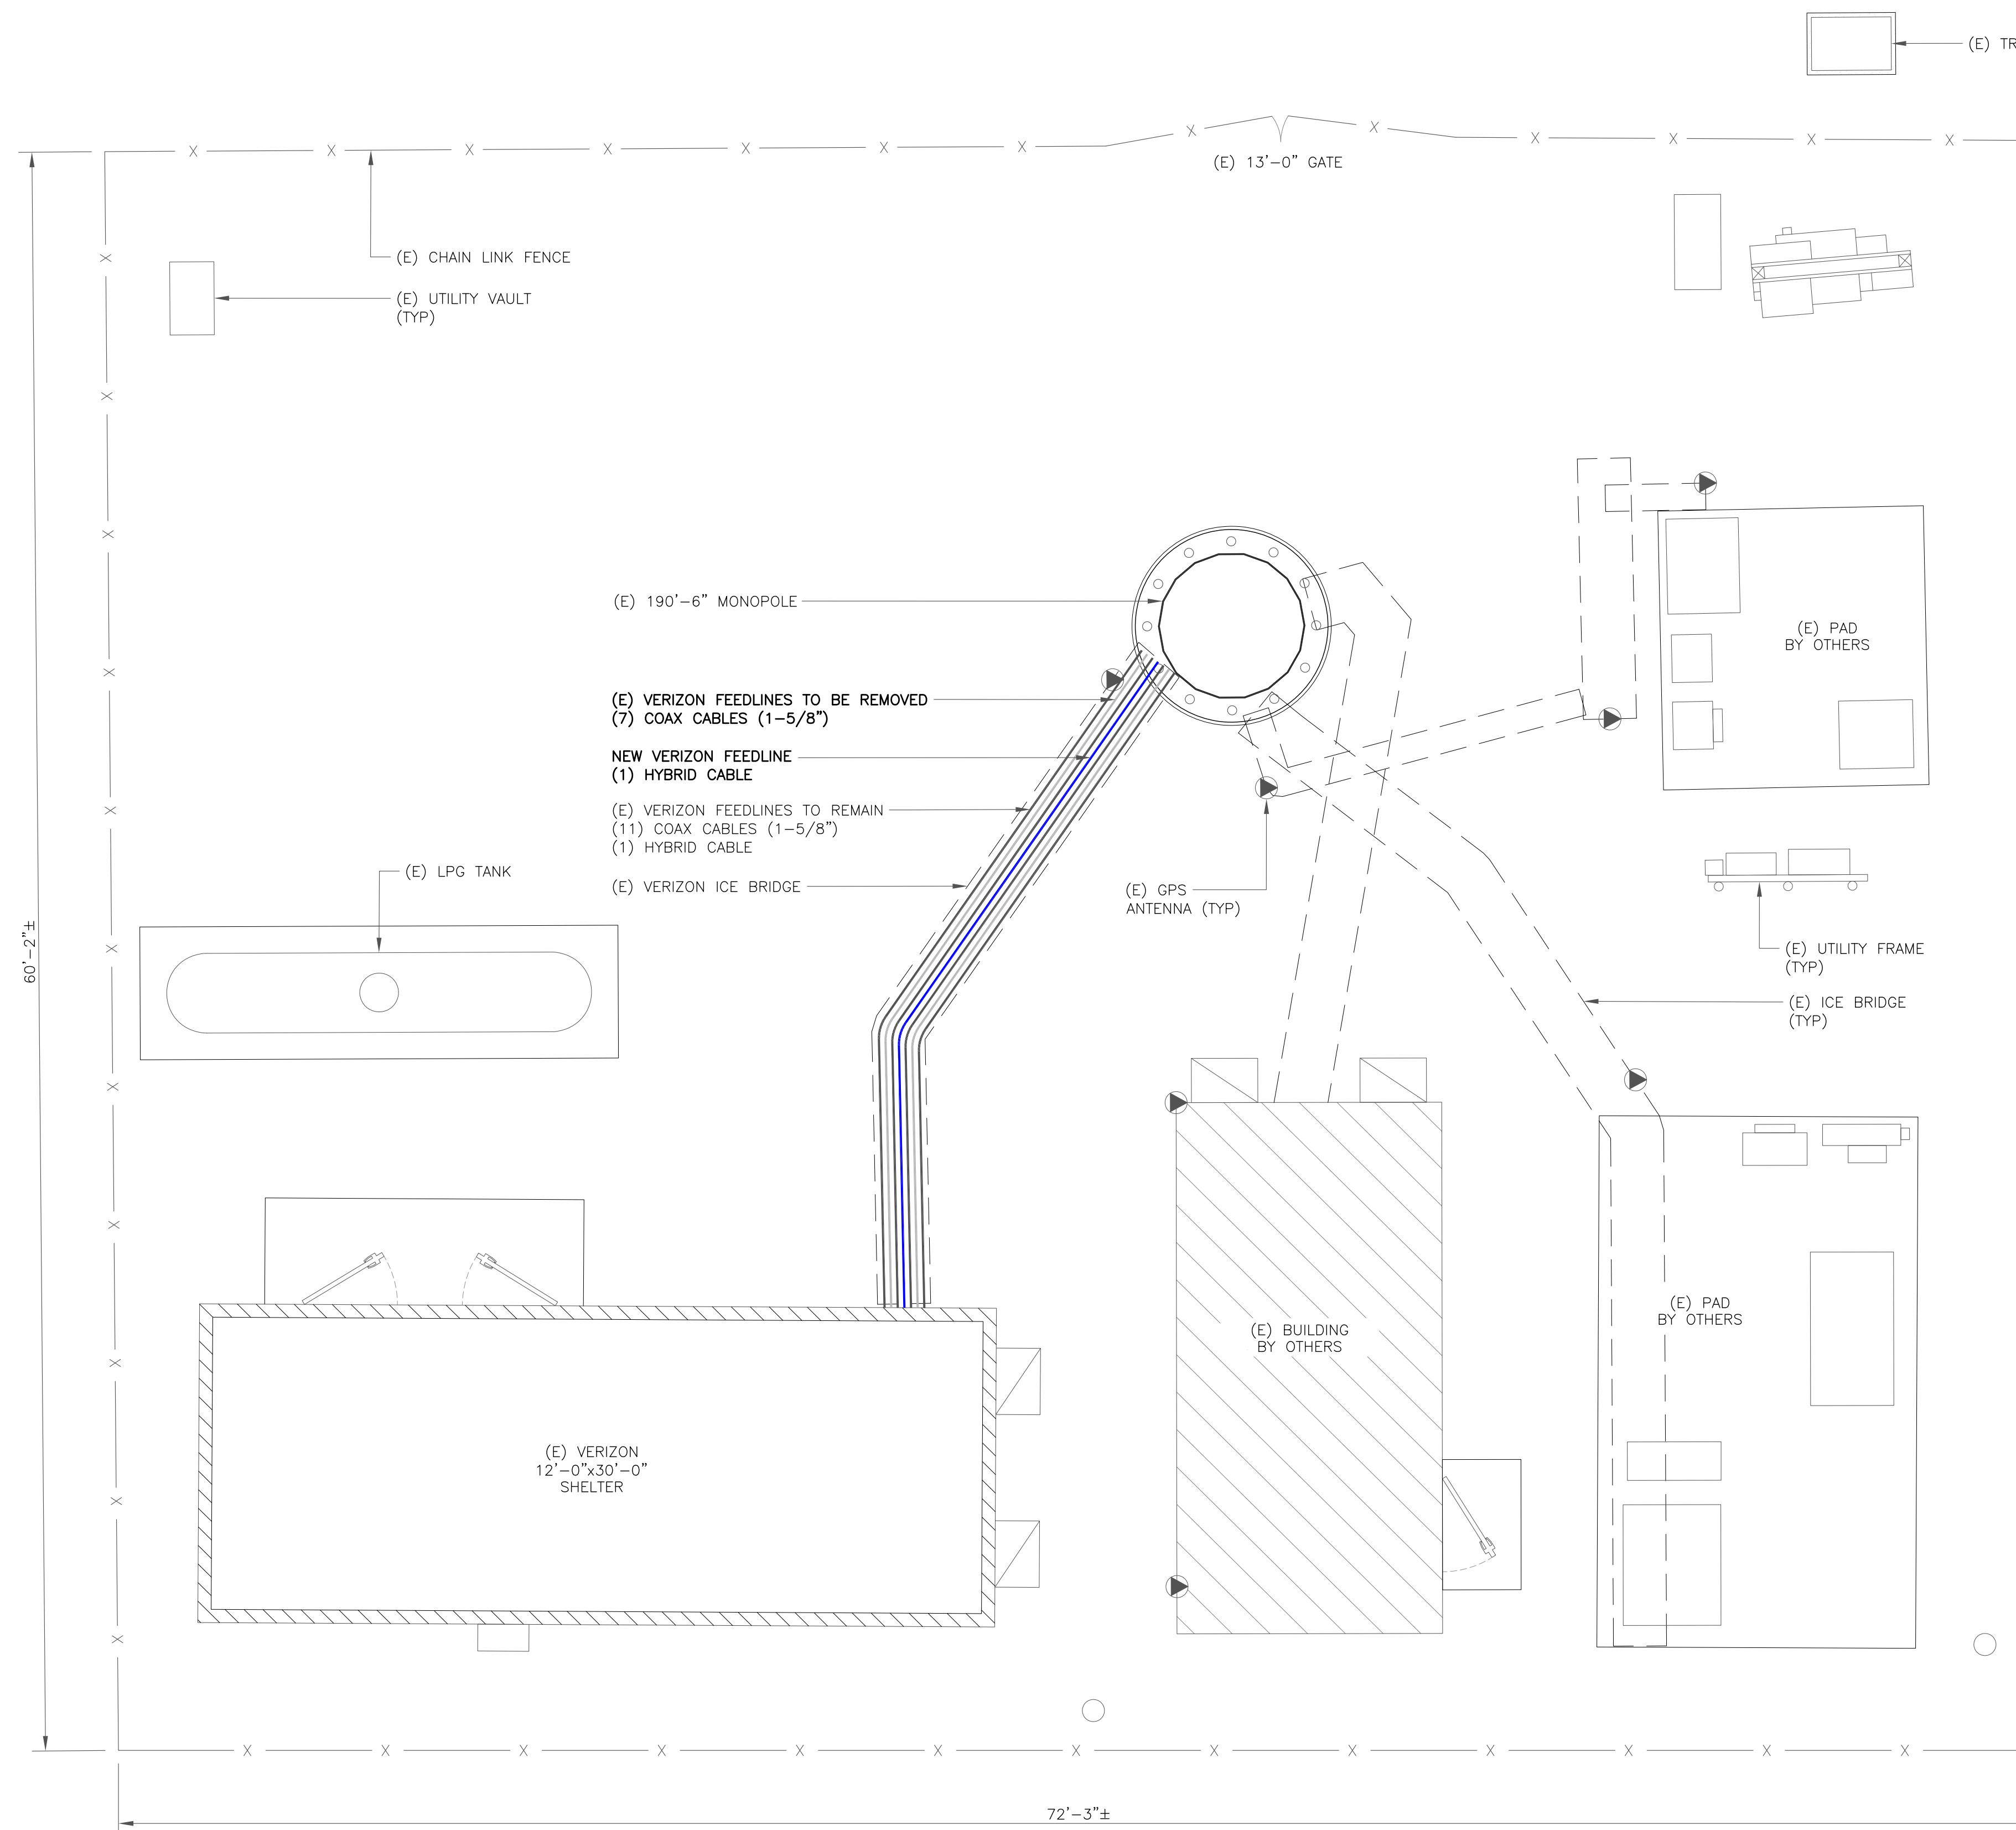 (E) TR
(E) 13'-0" GATE
(E) CHAIN LINK FENCE
(E) UTILITY VAULT
(TYP)
(E) 190'-6" MONOPOLE
(E) PAD
BY OTHERS
(E) VERIZON FEEDLINES TO BE REMOVED
(7) COAX CABLES (1-5/8")
NEW VERIZON FEEDLINE
(1) HYBRID CABLE
(E) VERIZON FEEDLINES TO REMAIN
(11) COAX CABLES (1-5/8")
(1) HYBRID CABLE
(E) VERIZON ICE BRIDGE
(E) LPG TANK
(E) GPS
ANTENNA (TYP)
(E) UTILITY FRAME
(TYP)
(E) ICE BRIDGE
(TYP)
60'-2"±
(E) PAD
BY OTHERS
(E) BUILDING
BY OTHERS
(E) VERIZON
12'-0"x30'-0"
SHELTER
72'-3"±